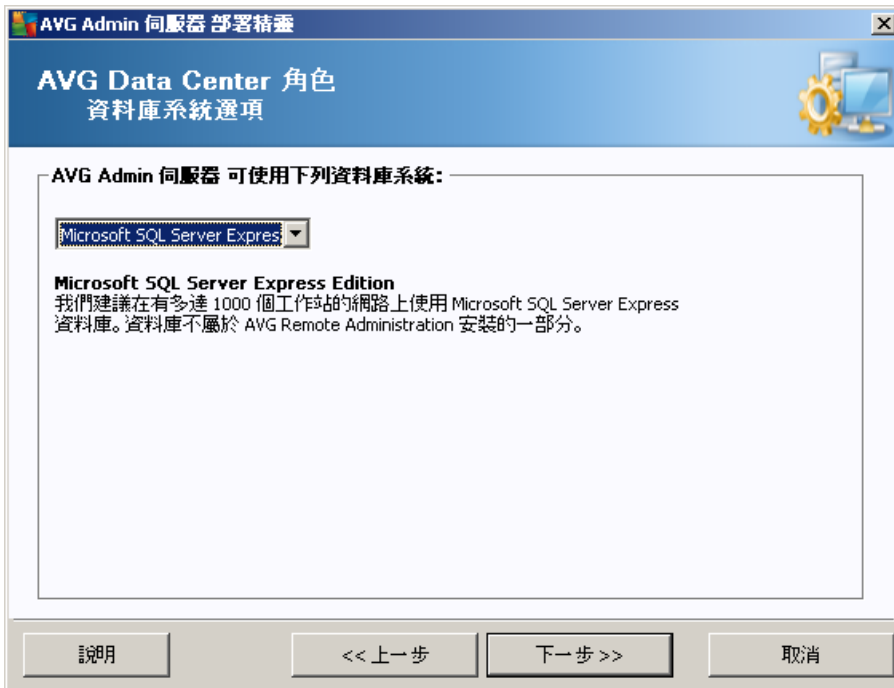 AVG Admin 伺服器 部署精靈
AVG Data Center 角色
資料庫系統選項
AVG Admin 伺服器 可使用下列資料庫系統:
Microsoft SQL Server Expres
Microsoft SQL Server Express Edition
我們建議在有多達 1000 個工作站的網路上使用 Microsoft SQL Server Express
資料庫。資料庫不屬於 AVG Remote Administration 安裝的一部分。
說明
<< 上一步
下一步 >>
取消